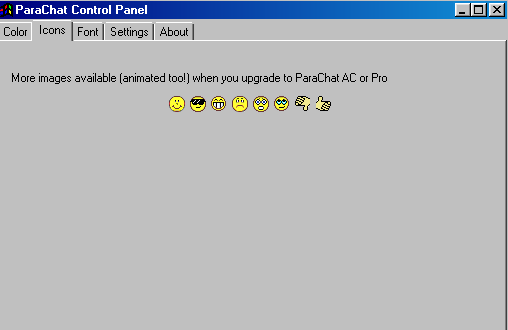 ParaChat Control Panel
Color Icons Font Settings About
More images available (animated too!) when you upgrade to ParaChat AC or Pro